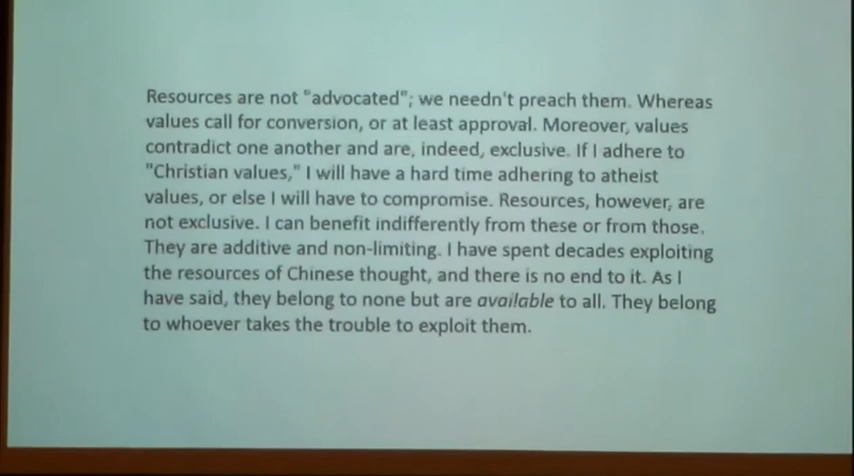 Resources are not "advocated"; we needn't preach them. Whereas
values call for conversion, or at least approval. Moreover, values
contradict one another and are, indeed, exclusive. If I adhere to
"Christian values," I will have a hard time adhering to atheist
values, or else I will have to compromise. Resources, however, are
not exclusive. I can benefit indifferently from these or from those.
They are additive and non-limiting. I have spent decades exploiting
the resources of Chinese thought, and there is no end to it. As I
have said, they belong to none but are available to all. They belong
to whoever takes the trouble to exploit them.